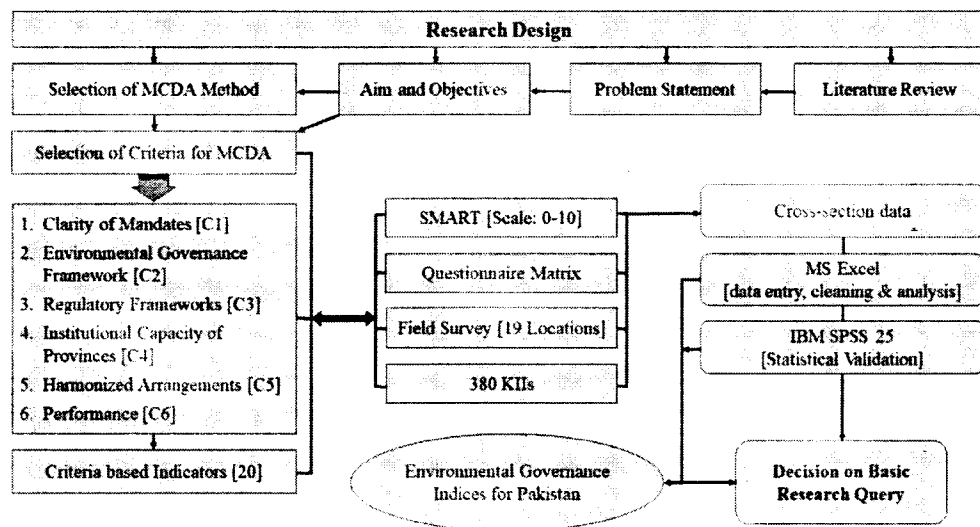 Research Design
Selection of MCDA Method
Aim and Objectives
Problem Statement
Literature Review
Selection of Criteria for MCDA
1. Clarity of Mandates [C1]
2. Environmental Governance
Framework [C2]
3. Regulatory Frameworks [C3]
4. Institutional Capacity of
Provinces [C4]
5. Harmonized Arrangements [C5]
6. Performance [C6]
Criteria based Indicators [20]
SMART [Scale: 0-10]
Questionnaire Matrix
Field Survey [19 Locations]
380 KIIs
Cross-section data
MS Excel
[data entry, cleaning & analysis]
IBM SPSS 25
[Statistical Validation]
Environmental Governance
Indices for Pakistan
Decision on Basic
Research Query